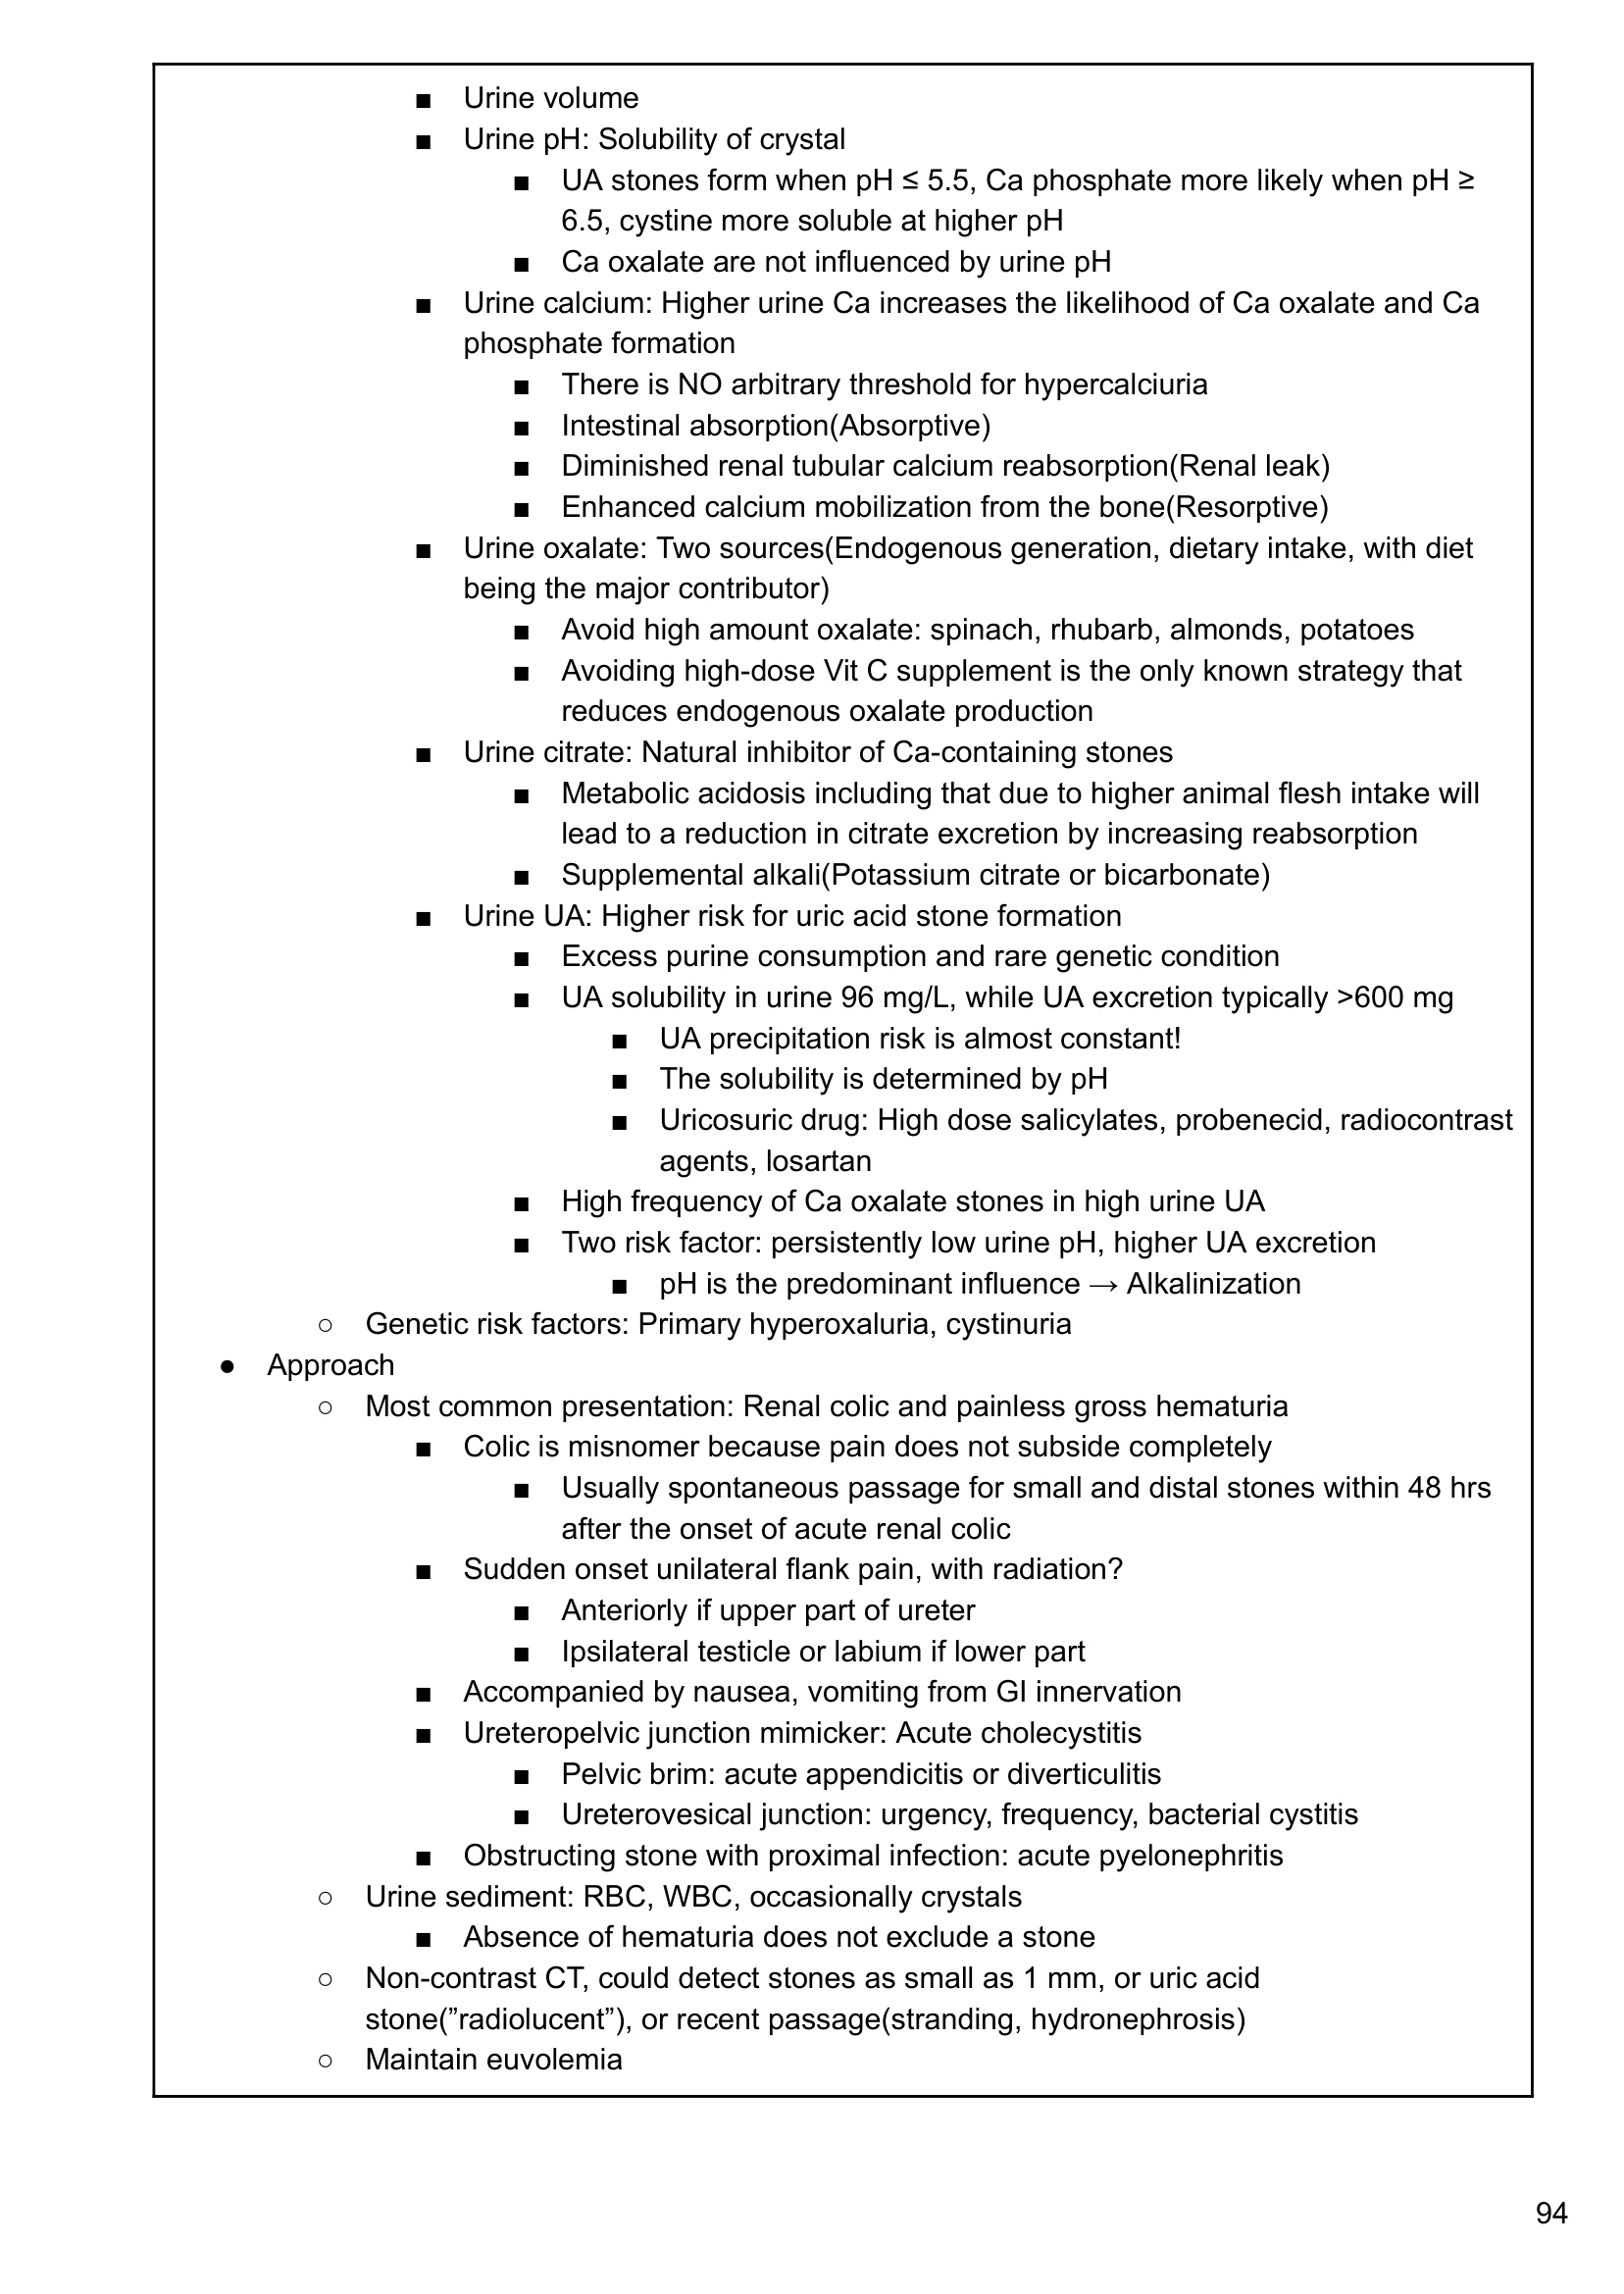 ■ Urine volume
■ Urine pH: Solubility of crystal
■ UA stones form when pH ≤ 5.5, Ca phosphate more likely when pH ≥
6.5, cystine more soluble at higher pH
■ Ca oxalate are not influenced by urine pH
■ Urine calcium: Higher urine Ca increases the likelihood of Ca oxalate and Ca
phosphate formation
■ There is NO arbitrary threshold for hypercalciuria
■ Intestinal absorption(Absorptive)
■ Diminished renal tubular calcium reabsorption(Renal leak)
■ Enhanced calcium mobilization from the bone(Resorptive)
■ Urine oxalate: Two sources(Endogenous generation, dietary intake, with diet
being the major contributor)
■ Avoid high amount oxalate: spinach, rhubarb, almonds, potatoes
■ Avoiding high-dose Vit C supplement is the only known strategy that
reduces endogenous oxalate production
■ Urine citrate: Natural inhibitor of Ca-containing stones
■ Metabolic acidosis including that due to higher animal flesh intake will
lead to a reduction in citrate excretion by increasing reabsorption
■ Supplemental alkali(Potassium citrate or bicarbonate)
■ Urine UA: Higher risk for uric acid stone formation
■ Excess purine consumption and rare genetic condition
■ UA solubility in urine 96 mg/L, while UA excretion typically >600 mg
■ UA precipitation risk is almost constant!
■ The solubility is determined by pH
■ Uricosuric drug: High dose salicylates, probenecid, radiocontrast
agents, losartan
■ High frequency of Ca oxalate stones in high urine UA
■ Two risk factor: persistently low urine pH, higher UA excretion
■ pH is the predominant influence → Alkalinization
○ Genetic risk factors: Primary hyperoxaluria, cystinuria
● Approach
○ Most common presentation: Renal colic and painless gross hematuria
■ Colic is misnomer because pain does not subside completely
■ Usually spontaneous passage for small and distal stones within 48 hrs
after the onset of acute renal colic
■ Sudden onset unilateral flank pain, with radiation?
■ Anteriorly if upper part of ureter
■ Ipsilateral testicle or labium if lower part
■ Accompanied by nausea, vomiting from GI innervation
■ Ureteropelvic junction mimicker: Acute cholecystitis
■ Pelvic brim: acute appendicitis or diverticulitis
■ Ureterovesical junction: urgency, frequency, bacterial cystitis
■ Obstructing stone with proximal infection: acute pyelonephritis
○ Urine sediment: RBC, WBC, occasionally crystals
■ Absence of hematuria does not exclude a stone
○ Non-contrast CT, could detect stones as small as 1 mm, or uric acid
stone(”radiolucent”), or recent passage(stranding, hydronephrosis)
○ Maintain euvolemia
94